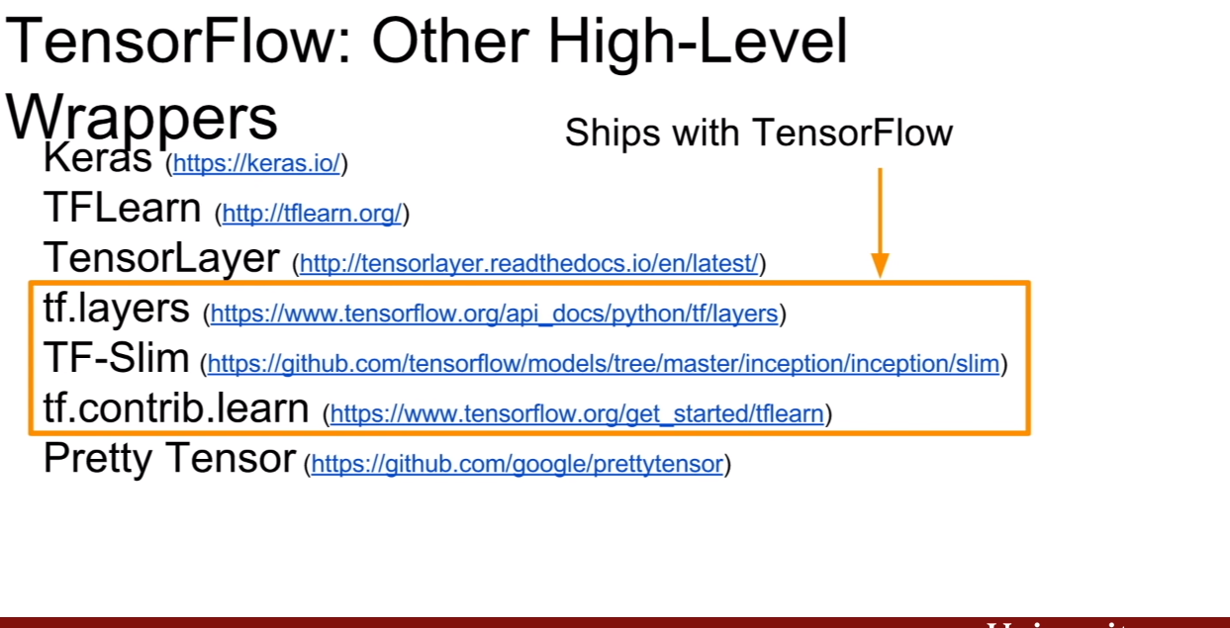 TensorFlow: Other High-Level
Wrappers
Ships with TensorFlow
Keras (https://keras.io/)
TFLearn (http://tflearn.org/)
TensorLayer (http://tensorlayer.readthedocs.io/en/latest/)
tf.layers (https://www.tensorflow.org/api_docs/python/tf/layers)
TF-Slim (https://github.com/tensorflow/models/tree/master/inception/inception/slim)
tf.contrib.learn (https://www.tensorflow.org/get_started/tflearn)
Pretty Tensor (https://github.com/google/prettytensor)